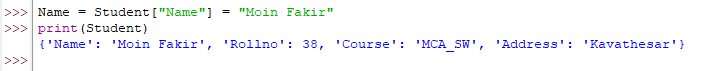 >>> Name = Student["Name"] = "Moin Fakir"
>>> print(Student)
{'Name': 'Moin Fakir', 'Rollno': 38, 'Course': 'MCA_SW', 'Address': 'Kavathesar'}
>>>